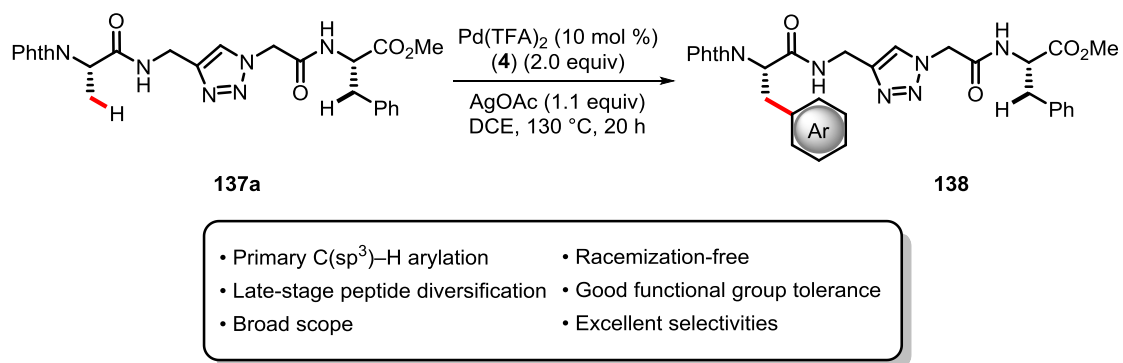 PhthN
O
N
H
N
N
N
O
H
N
CO₂Me
H
Ph
H
137a
Pd(TFA)₂ (10 mol %)
(4) (2.0 equiv)
AgOAc (1.1 equiv)
DCE, 130 °C, 20 h
PhthN
O
N
H
N
N
N
O
H
N
CO₂Me
H
Ph
Ar
138
• Primary C(sp³)–H arylation
• Late-stage peptide diversification
• Broad scope
• Racemization-free
• Good functional group tolerance
• Excellent selectivities